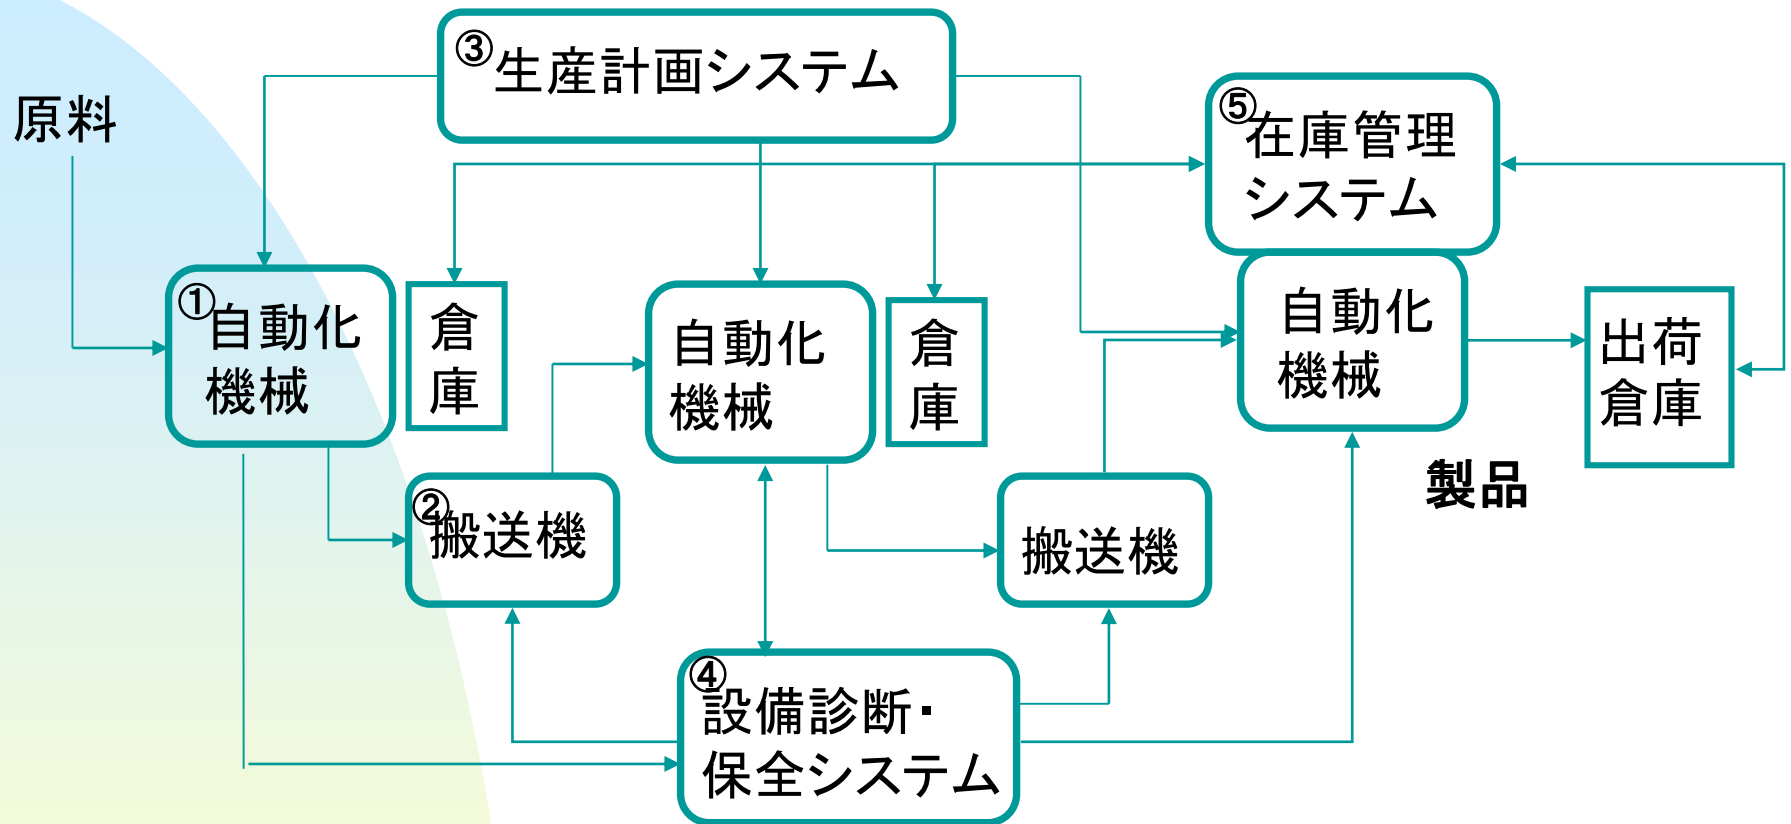 ③生産計画システム
原料
⑤在庫管理
システム
①自動化
機械
倉
庫
自動化
機械
倉
庫
自動化
機械
出荷
倉庫
製品
②搬送機
搬送機
④設備診断・
保全システム